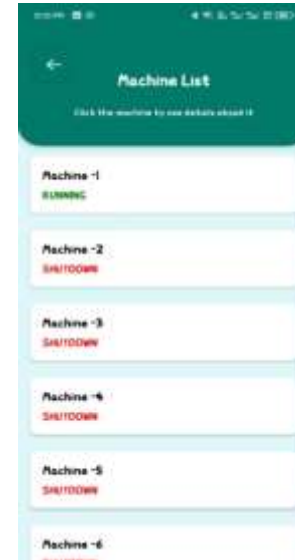 Machine List
Click the machine to see details about it
Machine -1
RUNNING
Machine -2
SHUTDOWN
Machine -3
SHUTDOWN
Machine -4
SHUTDOWN
Machine -5
SHUTDOWN
Machine -6